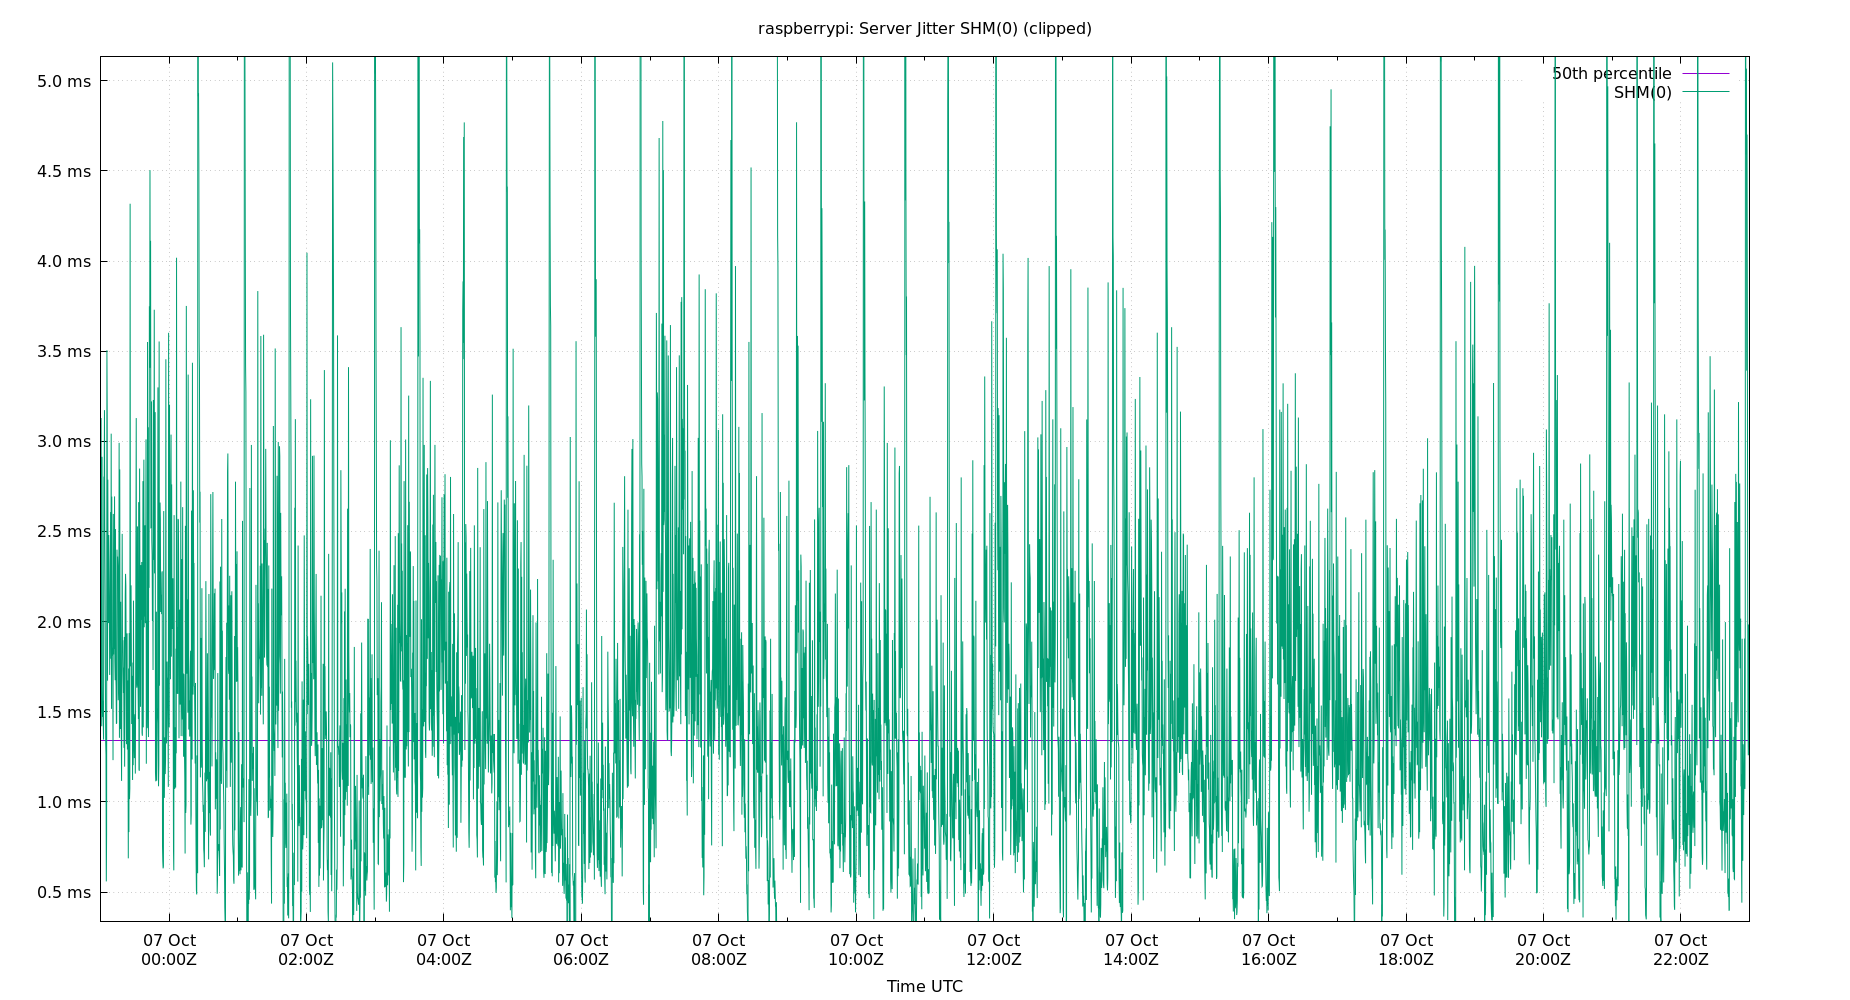 raspberrypi: Server Jitter SHM(0) (clipped)
50th percentile
SHM(0)
5.0 ms
4.5 ms
4.0 ms
3.5 ms
3.0 ms
2.5 ms
2.0 ms
1.5 ms
1.0 ms
0.5 ms
07 Oct 07 Oct 07 Oct 07 Oct 07 Oct 07 Oct 07 Oct 07 Oct 07 Oct 07 Oct 07 Oct 07 Oct
00:00Z 02:00Z 04:00Z 06:00Z 08:00Z 10:00Z 12:00Z 14:00Z 16:00Z 18:00Z 20:00Z 22:00Z
Time UTC